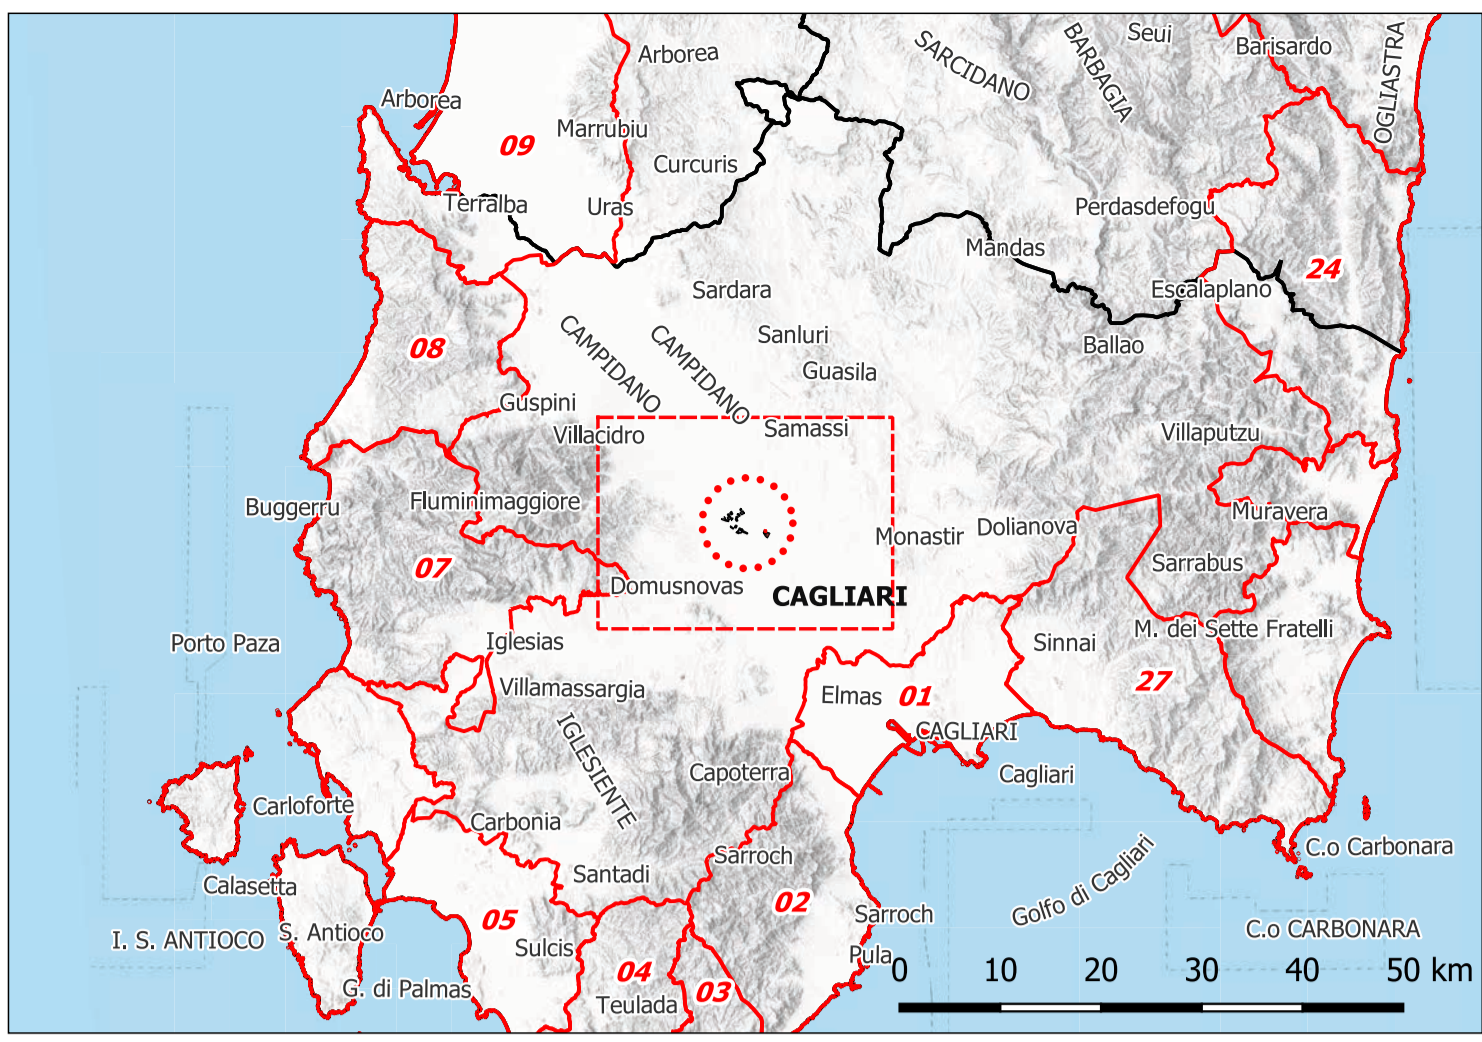 Seui
Barisardo
OGLIASTRA
Arborea
SARCIDANO
BARBAGIA
Arborea
09
Marrubiu
Curcuris
Terralba
Uras
Perdasdefogu
Mandas
24
Escalaplano
Sardara
CAMPIDANO
CAMPIDANO
Sanluri
08
Ballao
Guasila
Guspini
Villacidro
Samassi
Villaputzu
Buggerru
Fluminimaggiore
Muravera
Monastir
Dolianova
07
Sarrabus
Domusnovas
CAGLIARI
Porto Paza
Iglesias
Sinnai
M. dei Sette Fratelli
Villamassargia
Elmas
01
27
IGLESIENTE
CAGLIARI
Capoterra
Cagliari
Carloforte
Carbonia
Sarroch
C.o Carbonara
Calasetta
Santadi
Golfo di Cagliari
02
Sarroch
05
I. S. ANTIOCO
S. Antioco
Sulcis
C.o CARBONARA
Pula
04
03
G. di Palmas
Teulada
0 10 20 30 40 50 km